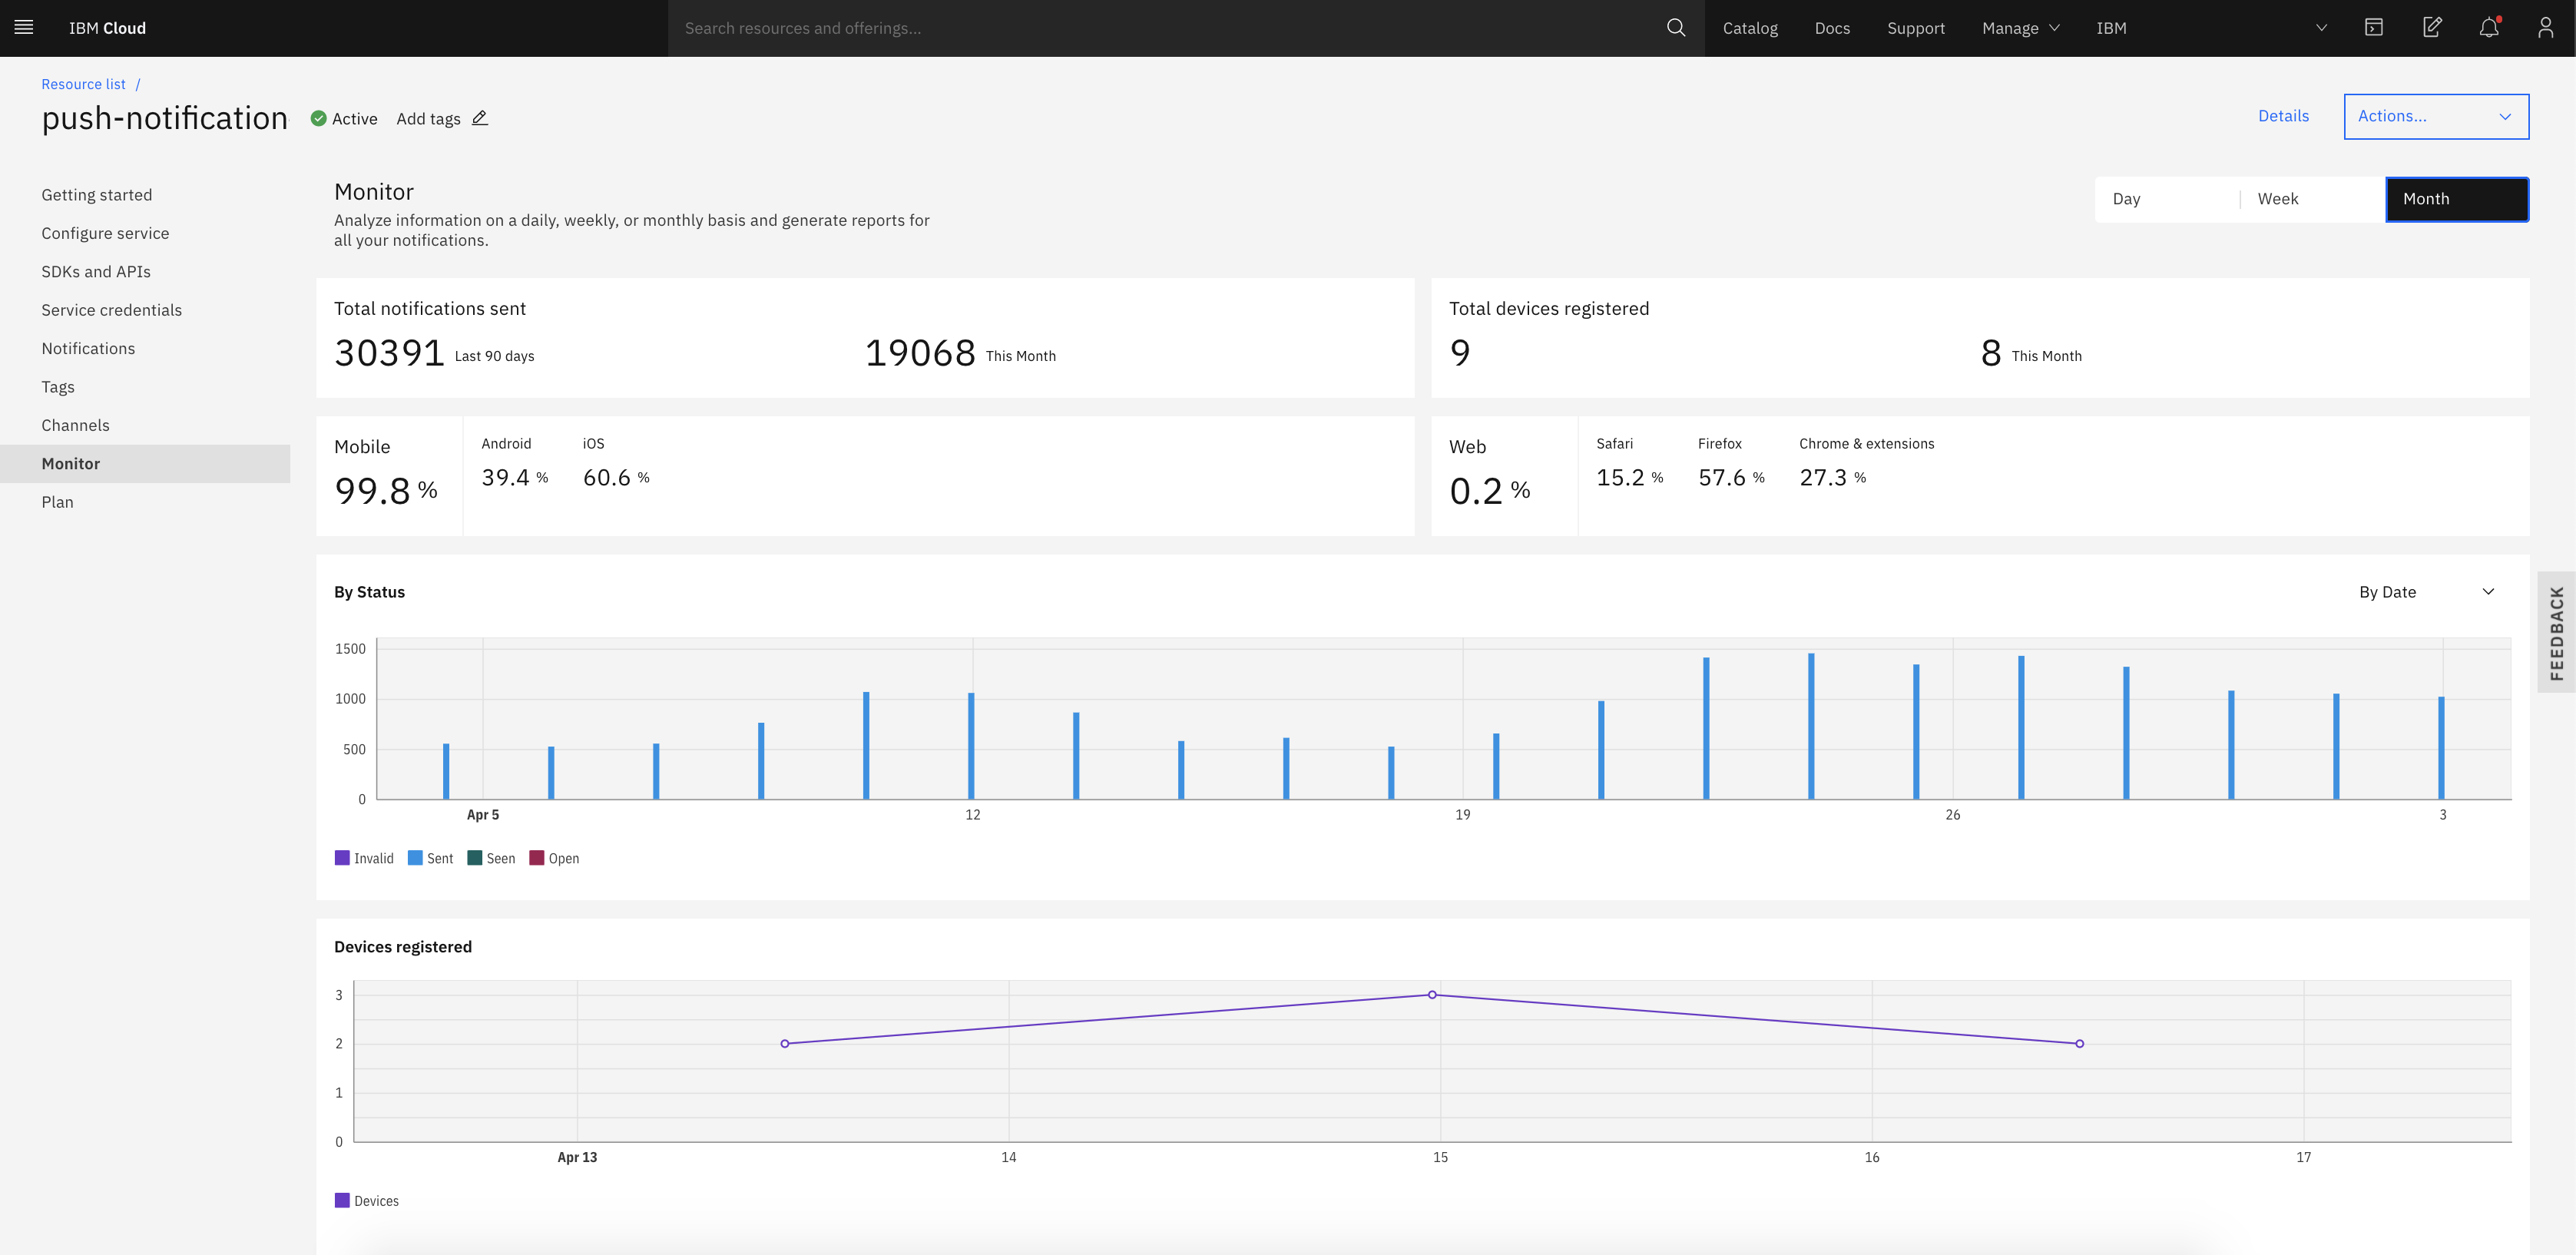 IBM Cloud
Search resources and offerings...
Catalog
Docs
Support
Manage
IBM
Resource list /
push-notification
Active
Add tags
Details
Actions...
Getting started
Configure service
SDKs and APIs
Service credentials
Notifications
Tags
Channels
Monitor
Plan
Monitor
Analyze information on a daily, weekly, or monthly basis and generate reports for
all your notifications.
Day
Week
Month
Total notifications sent
30391 Last 90 days
19068 This Month
Total devices registered
9
8 This Month
Mobile
99.8 %
Android
39.4 %
iOS
60.6 %
Web
0.2 %
Safari
15.2 %
Firefox
57.6 %
Chrome & extensions
27.3 %
By Status
By Date
1500
1000
500
0
Apr 5
12
19
26
3
Invalid
Sent
Seen
Open
FEEDBACK
Devices registered
3
2
1
0
Apr 13
14
15
16
17
Devices